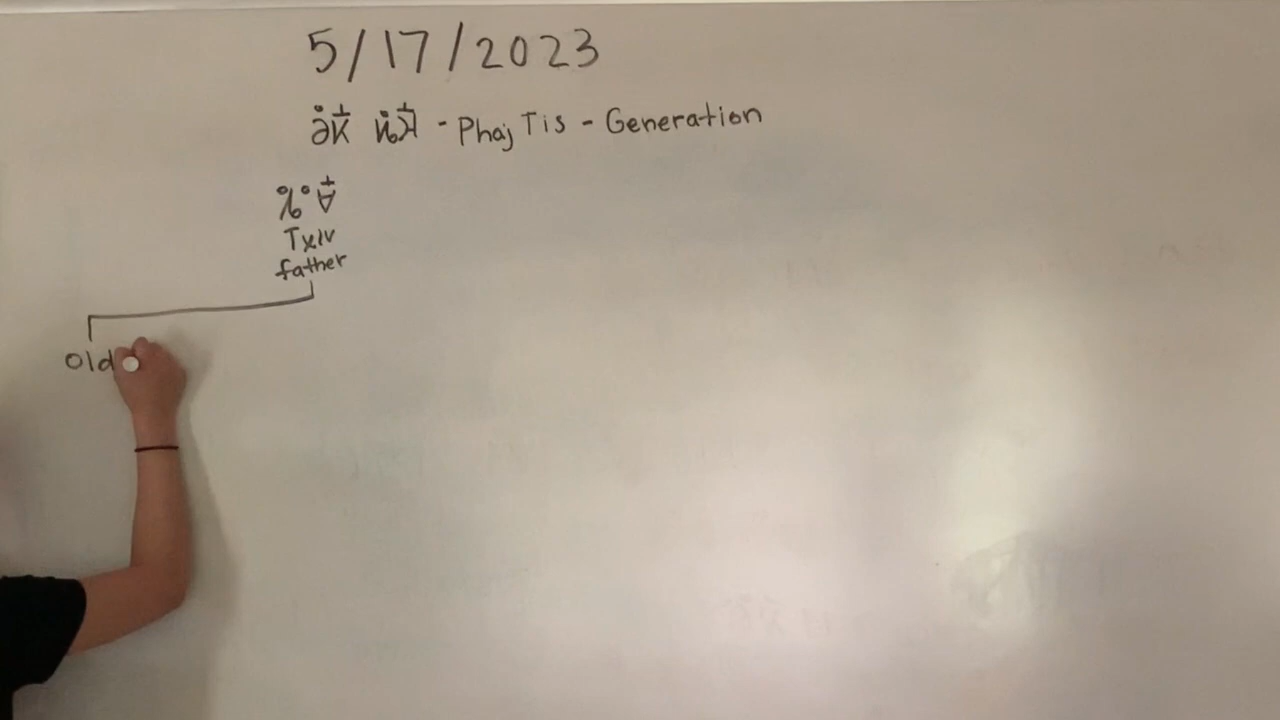 5/17/2023
- Phaj Tis - Generation
Txiv
father
old